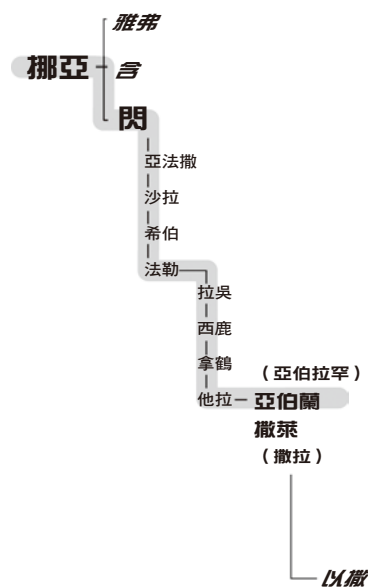 雅弗
挪亞
含
閃
亞法撒
沙拉
希伯
法勒
拉吳
西鹿
拿鶴
他拉
（亞伯拉罕）
亞伯蘭
撒萊
（撒拉）
以撒